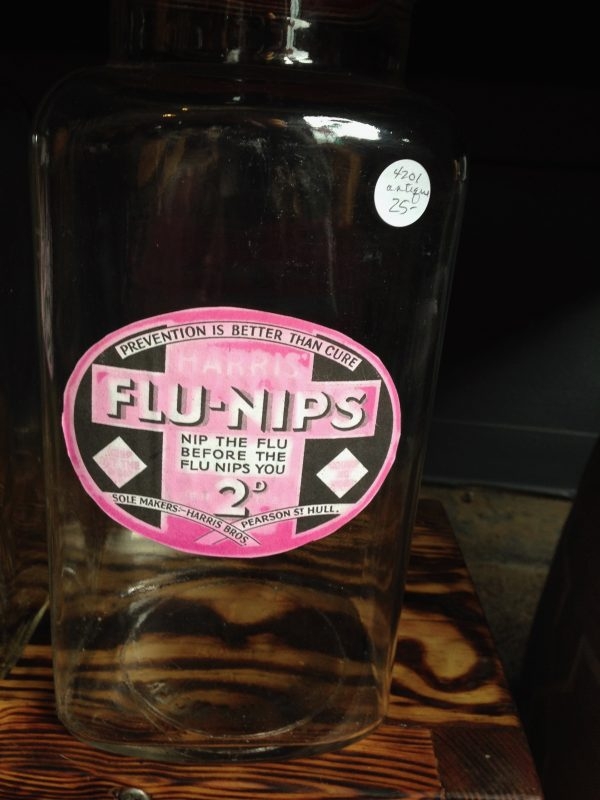 4201
antique
25-
PREVENTION IS BETTER THAN CURE
HARRIS'
FLU-NIPS
NIP THE FLU
BEFORE THE
FLU NIPS YOU
2D
SOLE MAKERS:-HARRIS BROS. PEARSON ST HULL.